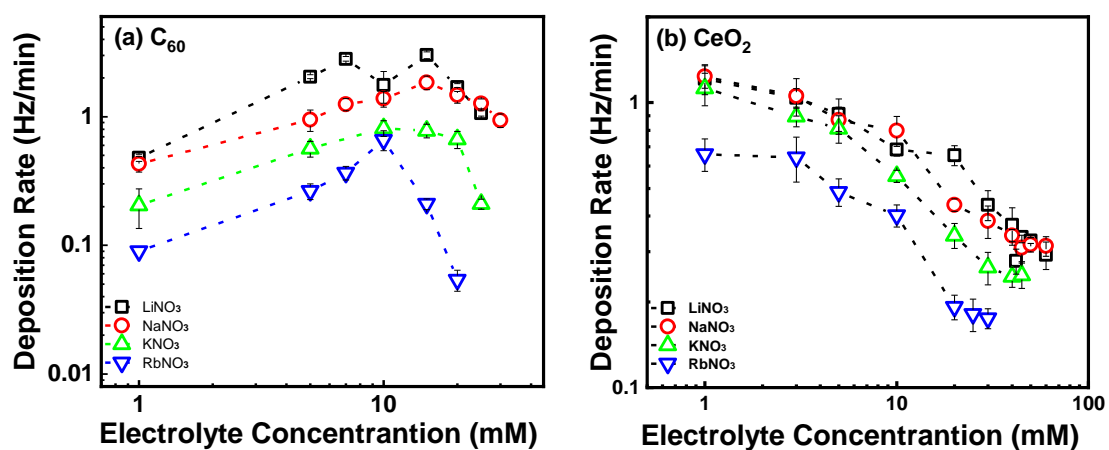 (a) C₆₀
Deposition Rate (Hz/min)
1
0.1
0.01
LiNO₃
NaNO₃
KNO₃
RbNO₃
1
10
Electrolyte Concentrantion (mM)
(b) CeO₂
Deposition Rate (Hz/min)
1
0.1
LiNO₃
NaNO₃
KNO₃
RbNO₃
1
10
100
Electrolyte Concentrantion (mM)